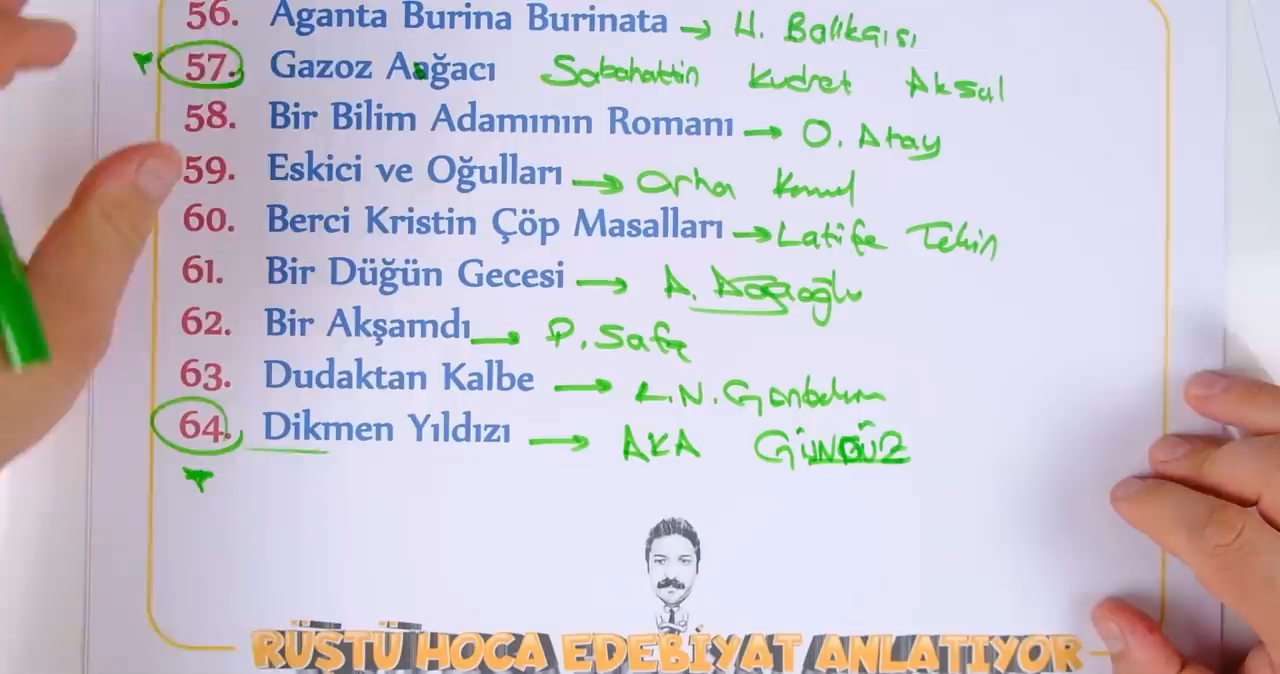 56. Aganta Burina Burinata → H. Balıkçısı
57. Gazoz Ağacı Sabahattin Kudret Aksal
58. Bir Bilim Adamının Romanı → O. Atay
59. Eskici ve Oğulları → Orha Kemal
60. Berci Kristin Çöp Masalları → Latife Tekin
61. Bir Düğün Gecesi → A. Ağaoğlu
62. Bir Akşamdı → P. Safa
63. Dudaktan Kalbe → R.N. Güntekin
64. Dikmen Yıldızı → AKA GÜNDÜZ
RÜŞTÜ HOCA EDEBİYAT ANLATIYOR